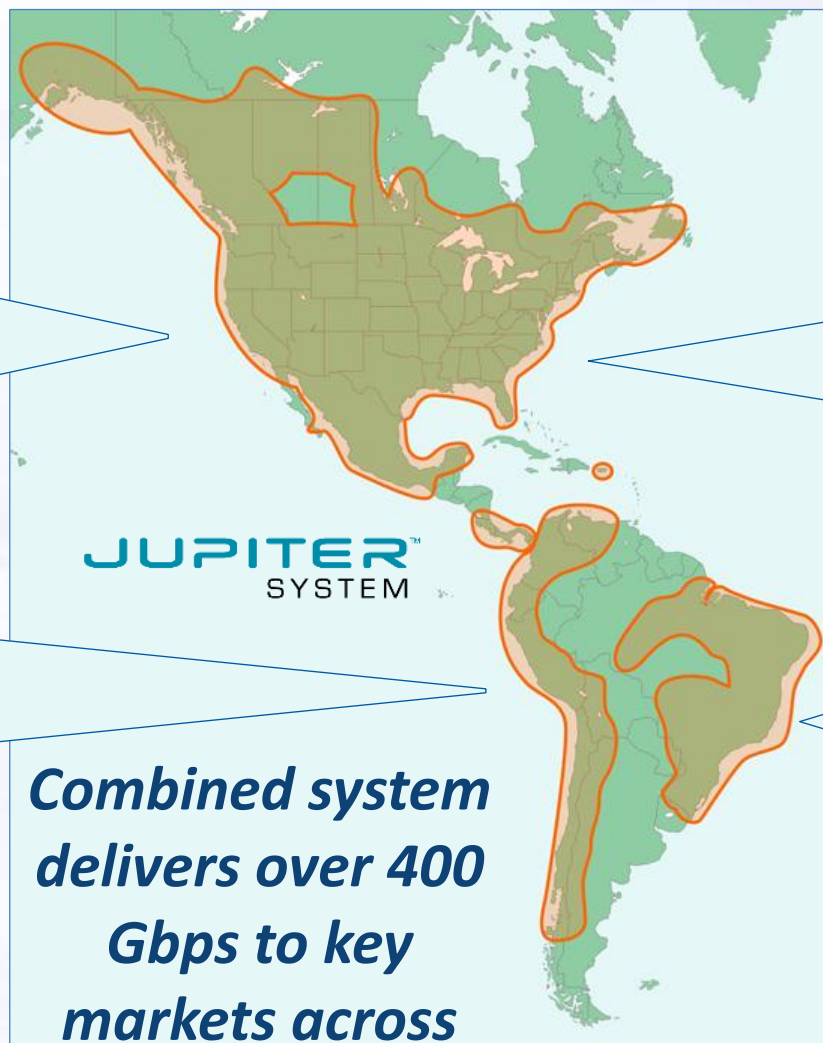 JUPITER™
SYSTEM
Combined system
delivers over 400
Gbps to key
markets across